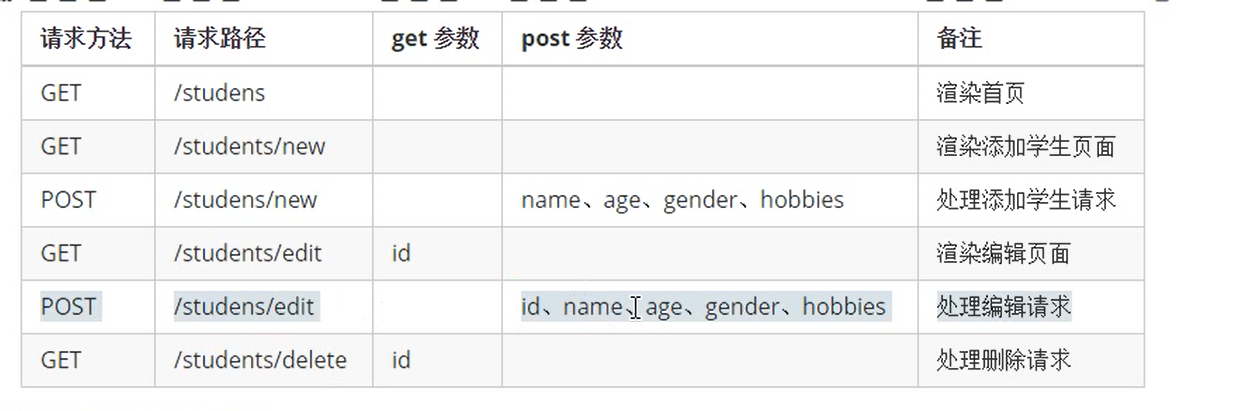 请求方法 请求路径 get 参数 post 参数 备注
GET /studens 渲染首页
GET /students/new 渲染添加学生页面
POST /studens/new name、age、gender、hobbies 处理添加学生请求
GET /students/edit id 渲染编辑页面
POST /studens/edit id、name、age、gender、hobbies 处理编辑请求
GET /students/delete id 处理删除请求